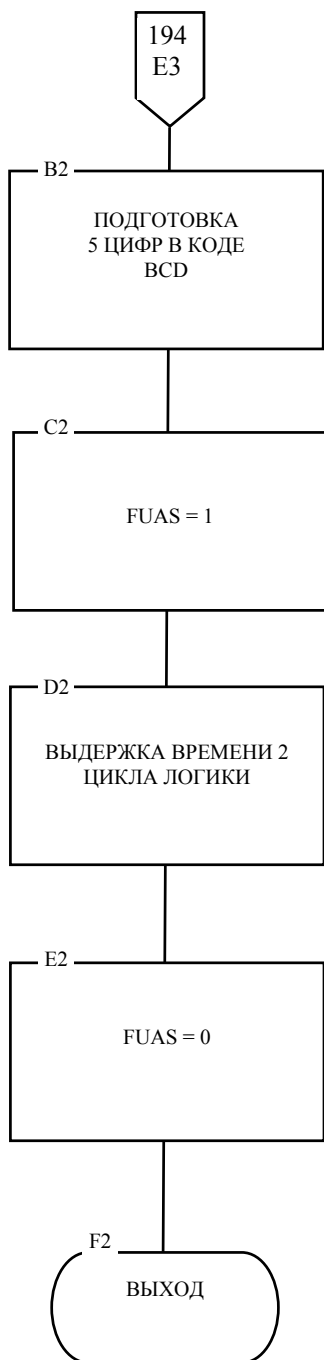 194
E3
B2
ПОДГОТОВКА
5 ЦИФР В КОДЕ
BCD
C2
FUAS = 1
D2
ВЫДЕРЖКА ВРЕМЕНИ 2
ЦИКЛА ЛОГИКИ
E2
FUAS = 0
F2
ВЫХОД